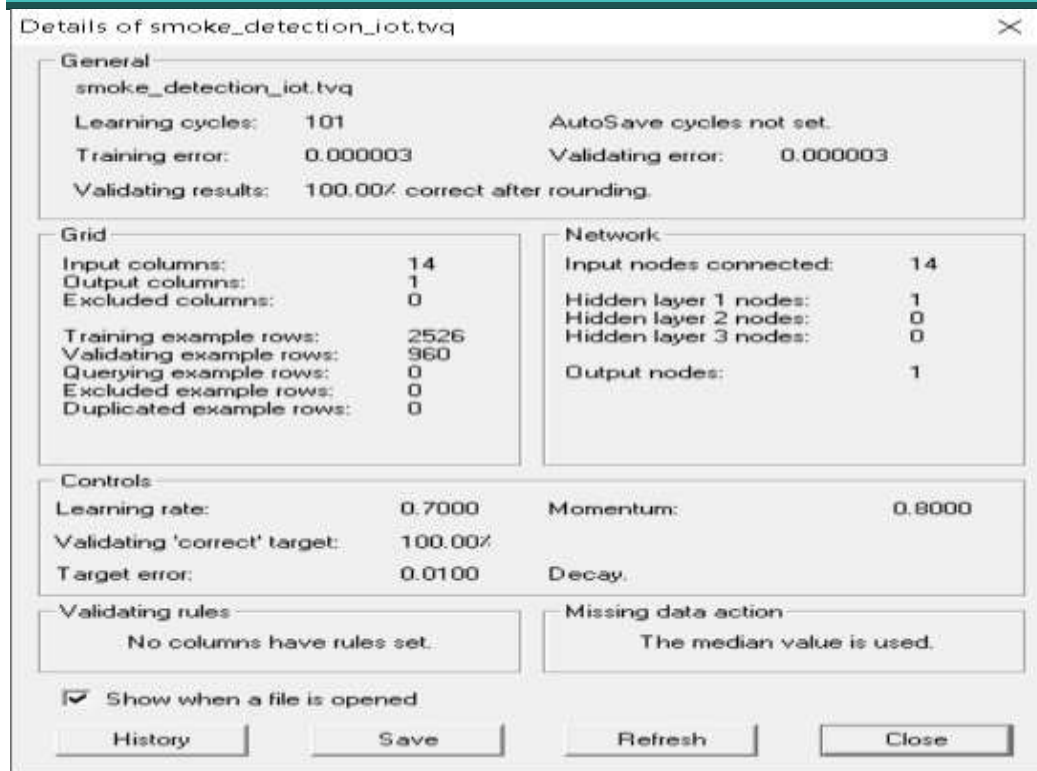 Details of smoke_detection_iot.tvq
General
smoke_detection_iot.tvq
Learning cycles: 101 AutoSave cycles not set.
Training error: 0.000003 Validating error: 0.000003
Validating results: 100.00% correct after rounding.
Grid
Input columns: 14
Output columns: 1
Excluded columns: 0
Training example rows: 2526
Validating example rows: 960
Querying example rows: 0
Excluded example rows: 0
Duplicated example rows: 0
Network
Input nodes connected: 14
Hidden layer 1 nodes: 1
Hidden layer 2 nodes: 0
Hidden layer 3 nodes: 0
Output nodes: 1
Controls
Learning rate: 0.7000 Momentum: 0.8000
Validating 'correct' target: 100.00%
Target error: 0.0100 Decay.
Validating rules
No columns have rules set.
Missing data action
The median value is used.
Show when a file is opened
History Save Refresh Close